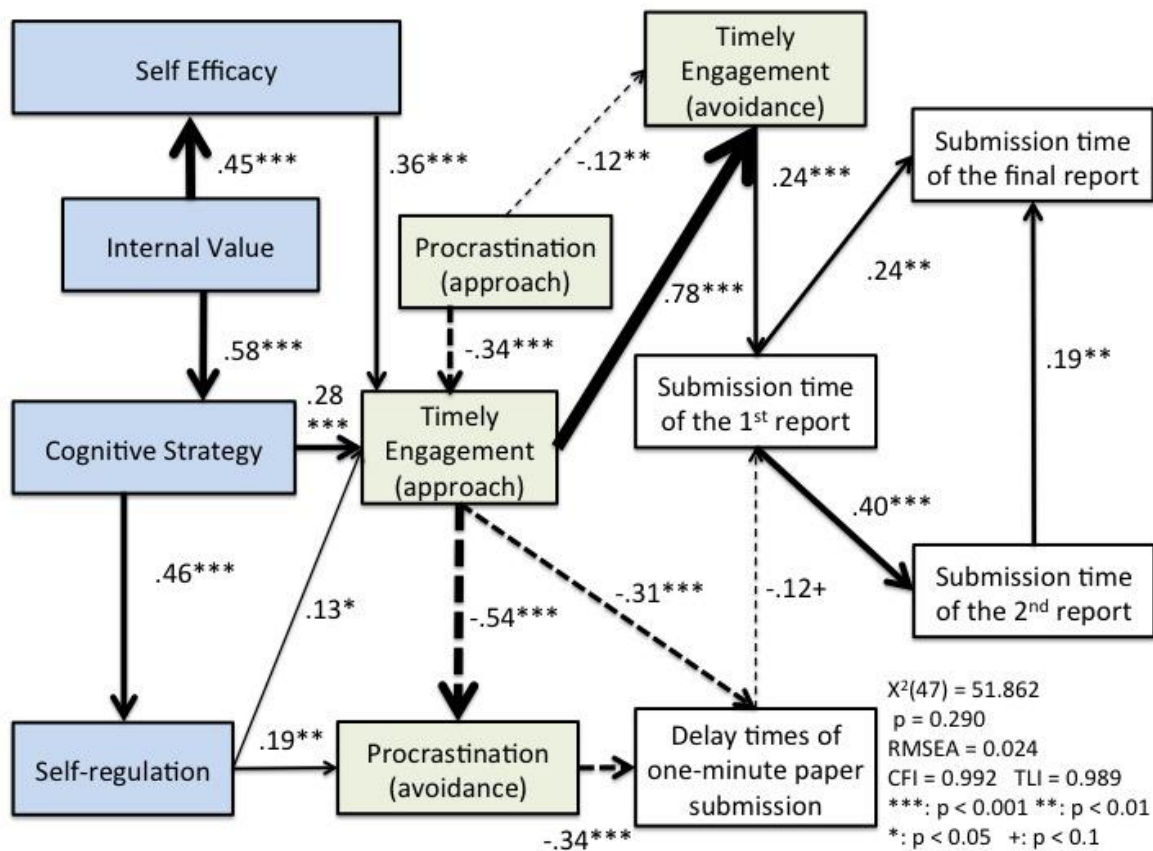 Self Efficacy
Timely
Engagement
(avoidance)
Submission time
of the final report
.45***
.36***
-.12**
.24***
Internal Value
Procrastination
(approach)
.24**
.78***
.58***
-.34***
.19**
.28
***
Timely
Engagement
(approach)
Submission time
of the 1st report
Cognitive Strategy
.40***
.46***
.13*
-.54***
-.31***
-.12+
Submission time
of the 2nd report
Self-regulation
.19**
Procrastination
(avoidance)
-.34***
Delay times of
one-minute paper
submission
X²(47) = 51.862
p = 0.290
RMSEA = 0.024
CFI = 0.992 TLI = 0.989
***: p < 0.001 **: p < 0.01
*: p < 0.05 +: p < 0.1